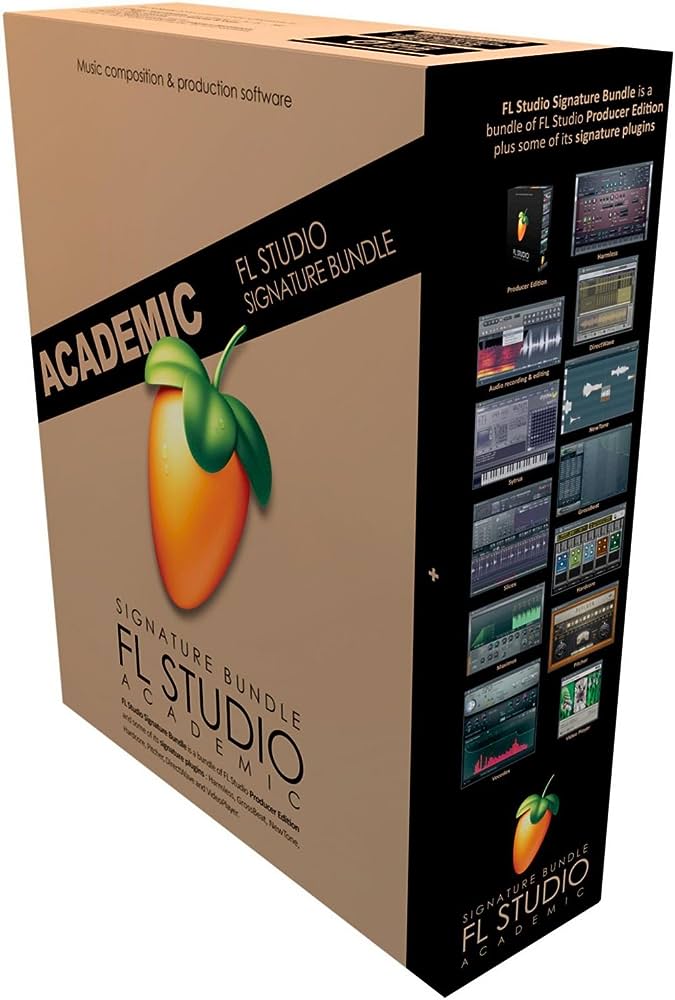 Music composition & production software
ACADEMIC
FL STUDIO
SIGNATURE BUNDLE
SIGNATURE BUNDLE
FL STUDIO
ACADEMIC
FL Studio Signature Bundle is a bundle of FL Studio Producer Edition
and some of its signature plugins - Harmless, GrossBeat, NewTone,
Hardcore, Pitcher, DirectWave and VideoPlayer.
FL Studio Signature Bundle is a
bundle of FL Studio Producer Edition
plus some of its signature plugins
FL STUDIO
Producer Edition
Harmless
Audio recording & editing
DirectWave
Sytrus
NewTone
Slicex
GrossBeat
+
Maximus
Hardcore
Vocodex
Pitcher
Video Player
SIGNATURE BUNDLE
FL STUDIO
ACADEMIC